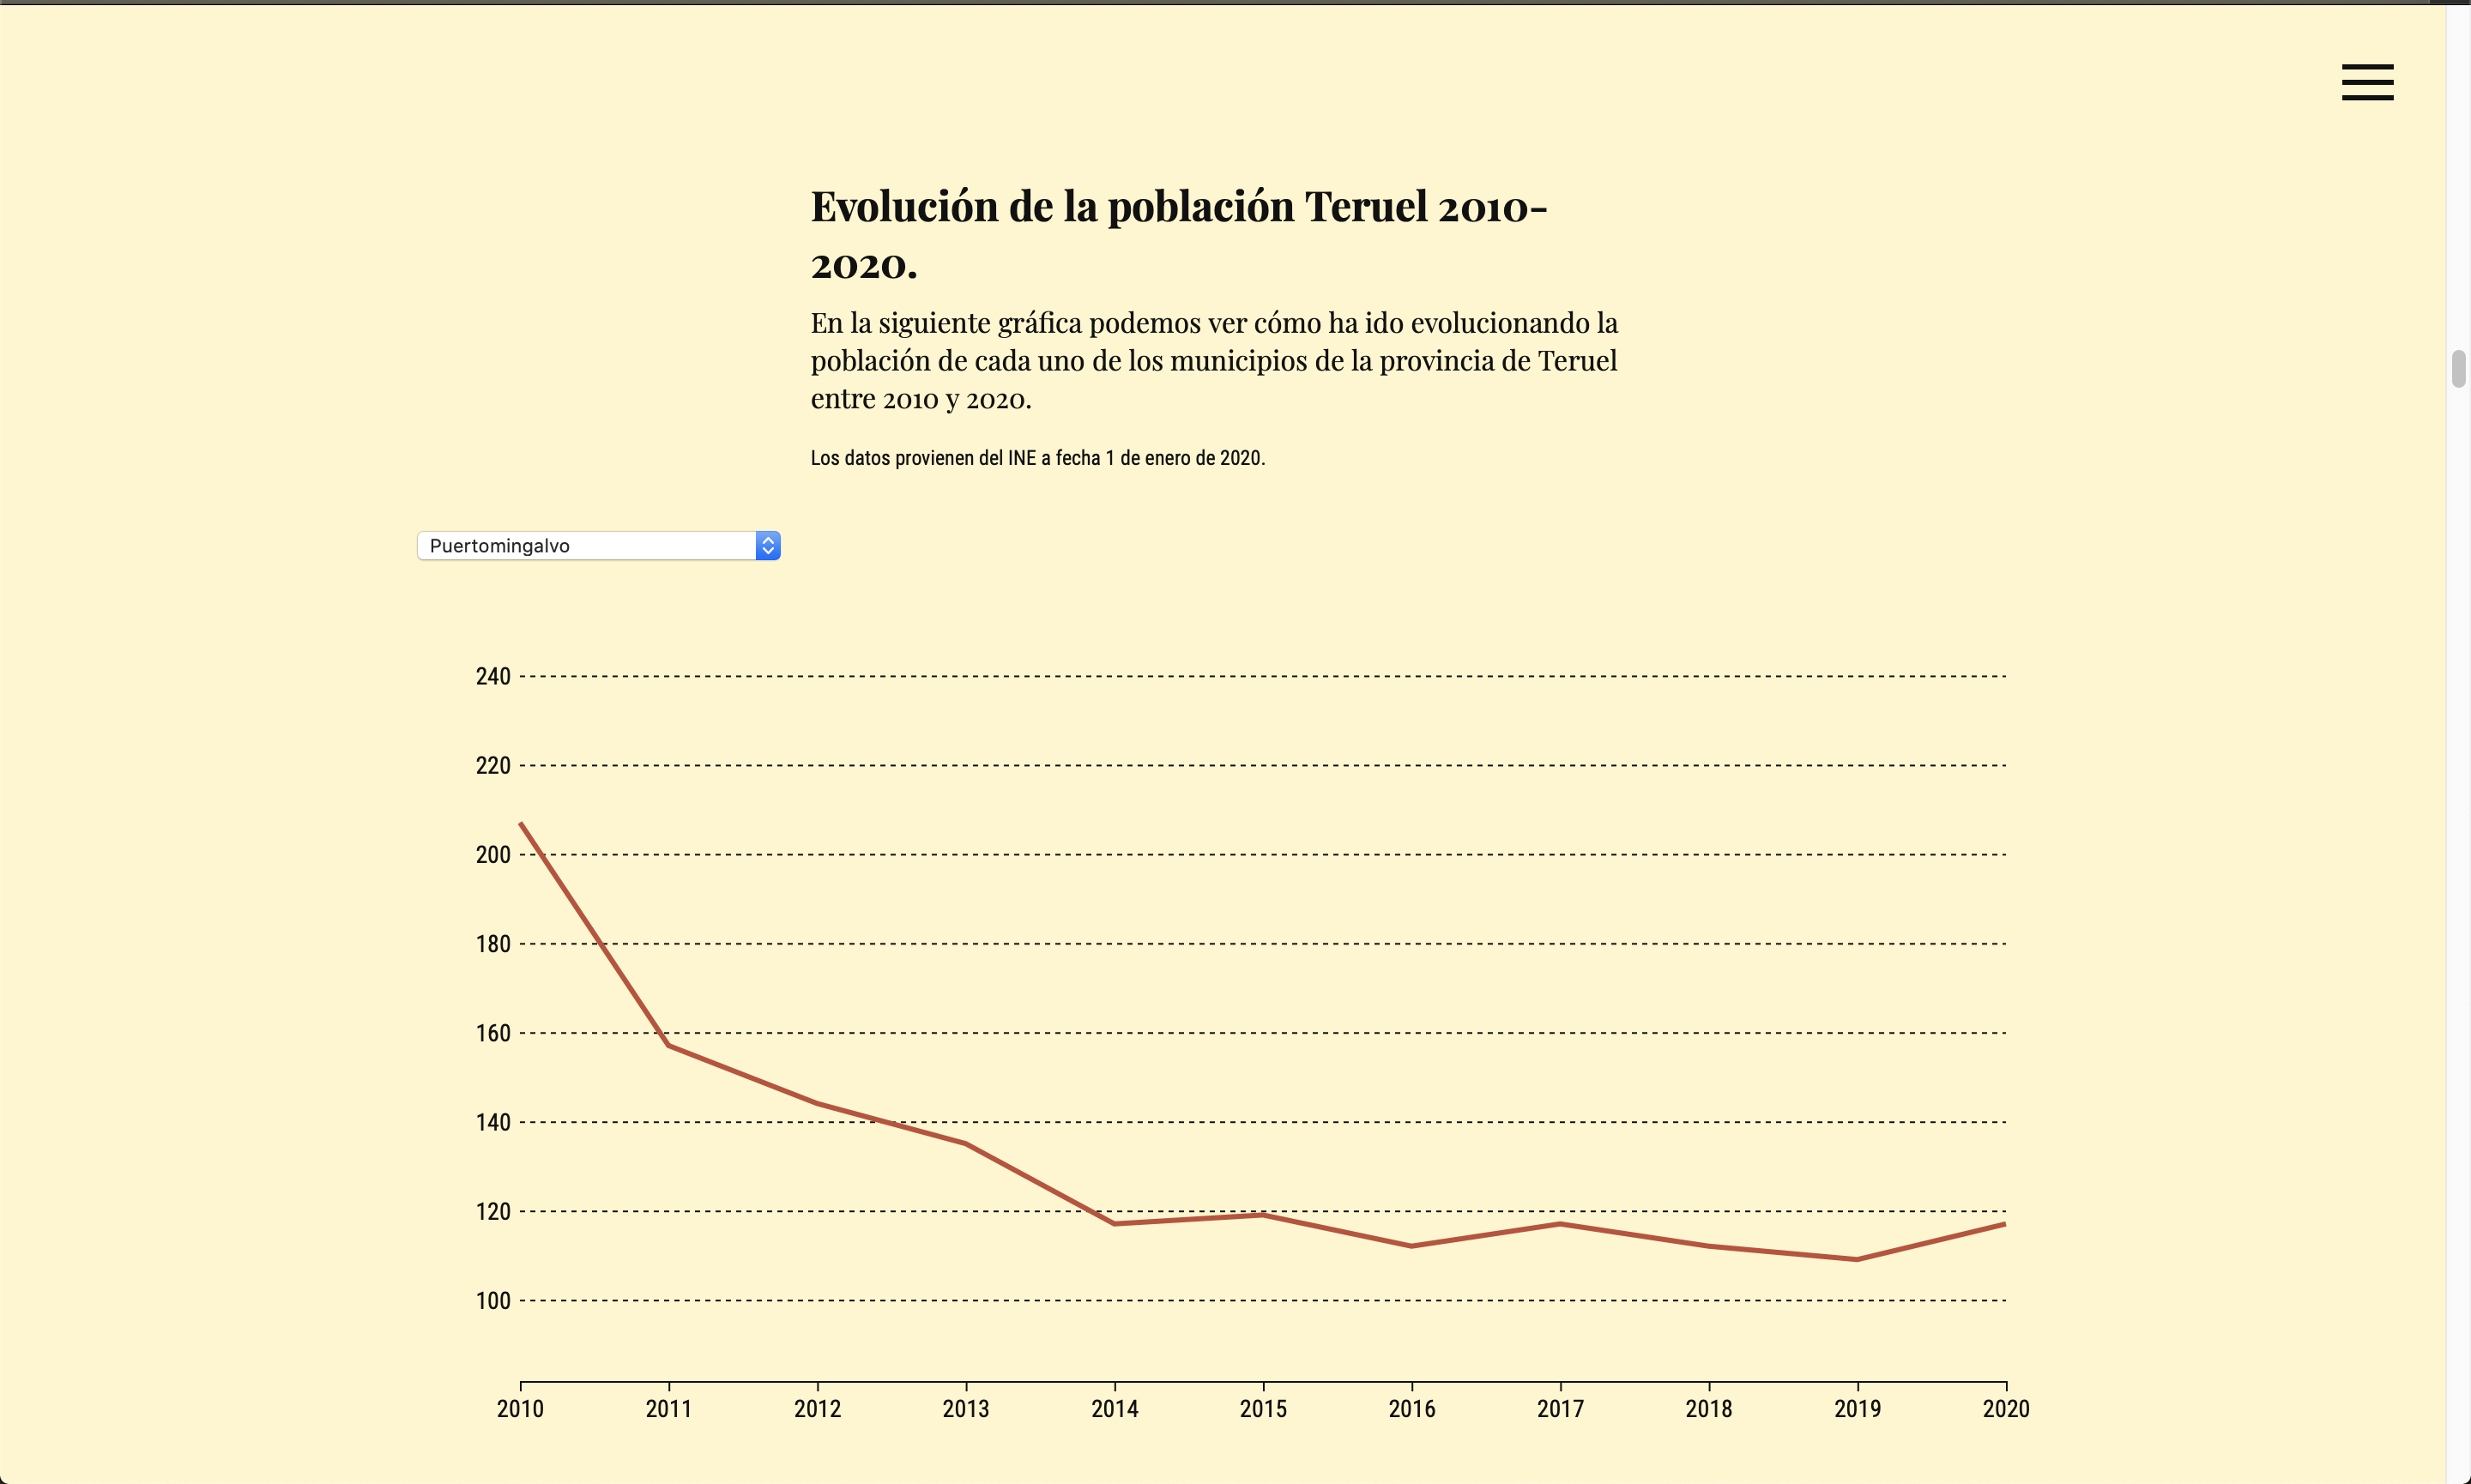 Evolución de la población Teruel 2010-
2020.
En la siguiente gráfica podemos ver cómo ha ido evolucionando la
población de cada uno de los municipios de la provincia de Teruel
entre 2010 y 2020.
Los datos provienen del INE a fecha 1 de enero de 2020.
Puertomingalvo
240
220
200
180
160
140
120
100
2010 2011 2012 2013 2014 2015 2016 2017 2018 2019 2020